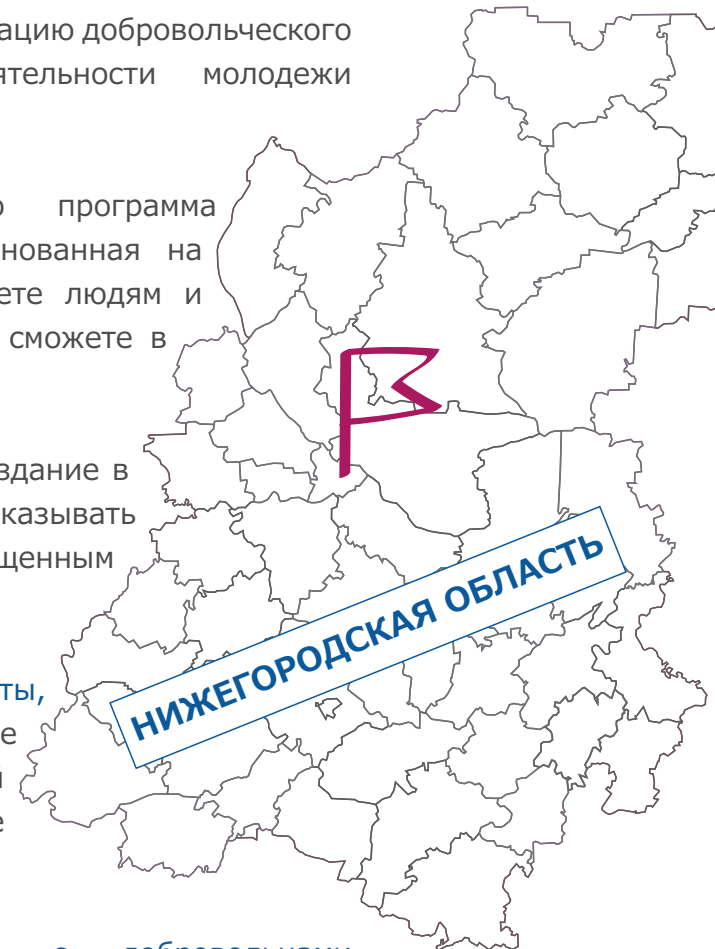 ацию добровольческого
ятельности молодежи
о программа
нованная на
ете людям и
сможете в
здание в
казывать
щенным
ты,
е
й
е
с добровольцами
НИЖЕГОРОДСКАЯ ОБЛАСТЬ